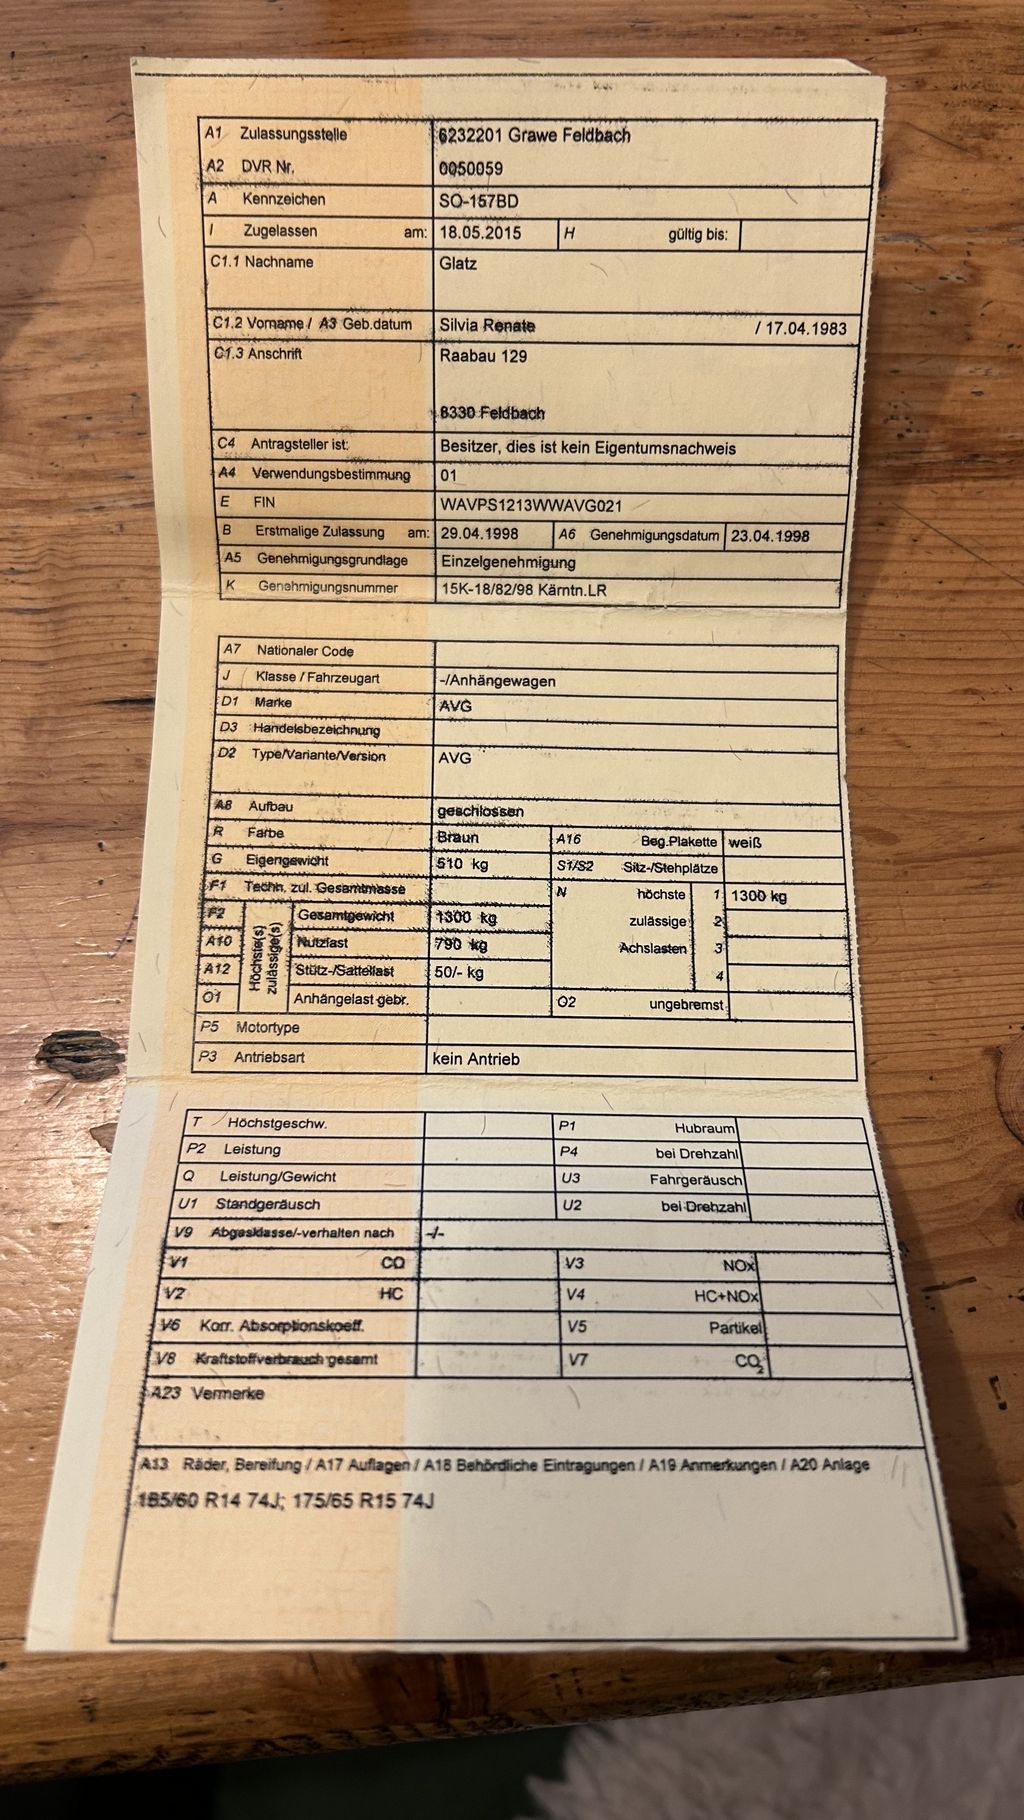 A1 Zulassungsstelle 6232201 Grawe Feldbach
A2 DVR Nr. 0050059
A Kennzeichen SO-157BD
I Zugelassen am: 18.05.2015 H gültig bis:
C1.1 Nachname Glatz
C1.2 Vorname / A3 Geb.datum Silvia Renate / 17.04.1983
C1.3 Anschrift Raabau 129
8330 Feldbach
C4 Antragsteller ist: Besitzer, dies ist kein Eigentumsnachweis
A4 Verwendungsbestimmung 01
E FIN WAVPS1213WWAVG021
B Erstmalige Zulassung am: 29.04.1998 A6 Genehmigungsdatum 23.04.1998
A5 Genehmigungsgrundlage Einzelgenehmigung
K Genehmigungsnummer 15K-18/82/98 Kärntn.LR
A7 Nationaler Code
J Klasse / Fahrzeugart -/Anhängewagen
D1 Marke AVG
D3 Handelsbezeichnung
D2 Type/Variante/Version AVG
A8 Aufbau geschlossen
R Farbe Braun A16 Beg.Plakette weiß
G Eigengewicht 510 kg S1/S2 Sitz-/Stehplätze
F1 Techn. zul. Gesamtmasse N höchste 1 1300 kg
F2 Höchste(s) zulässige(s) Gesamtgewicht 1300 kg zulässige 2
A10 Nutzlast 790 kg Achslasten 3
A12 Stütz-/Sattellast 50/- kg 4
O1 Anhängelast gebr. O2 ungebremst
P5 Motortype
P3 Antriebsart kein Antrieb
T Höchstgeschw. P1 Hubraum
P2 Leistung P4 bei Drehzahl
Q Leistung/Gewicht U3 Fahrgeräusch
U1 Standgeräusch U2 bei Drehzahl
V9 Abgasklasse/-verhalten nach -/-
V1 CO V3 NOx
V2 HC V4 HC+NOx
V6 Korr. Absorptionskoeff. V5 Partikel
V8 Kraftstoffverbrauch gesamt V7 CO2
A23 Vermerke
A13 Räder, Bereifung / A17 Auflagen / A18 Behördliche Eintragungen / A19 Anmerkungen / A20 Anlage
R14 74J; 175/65 R15 74J